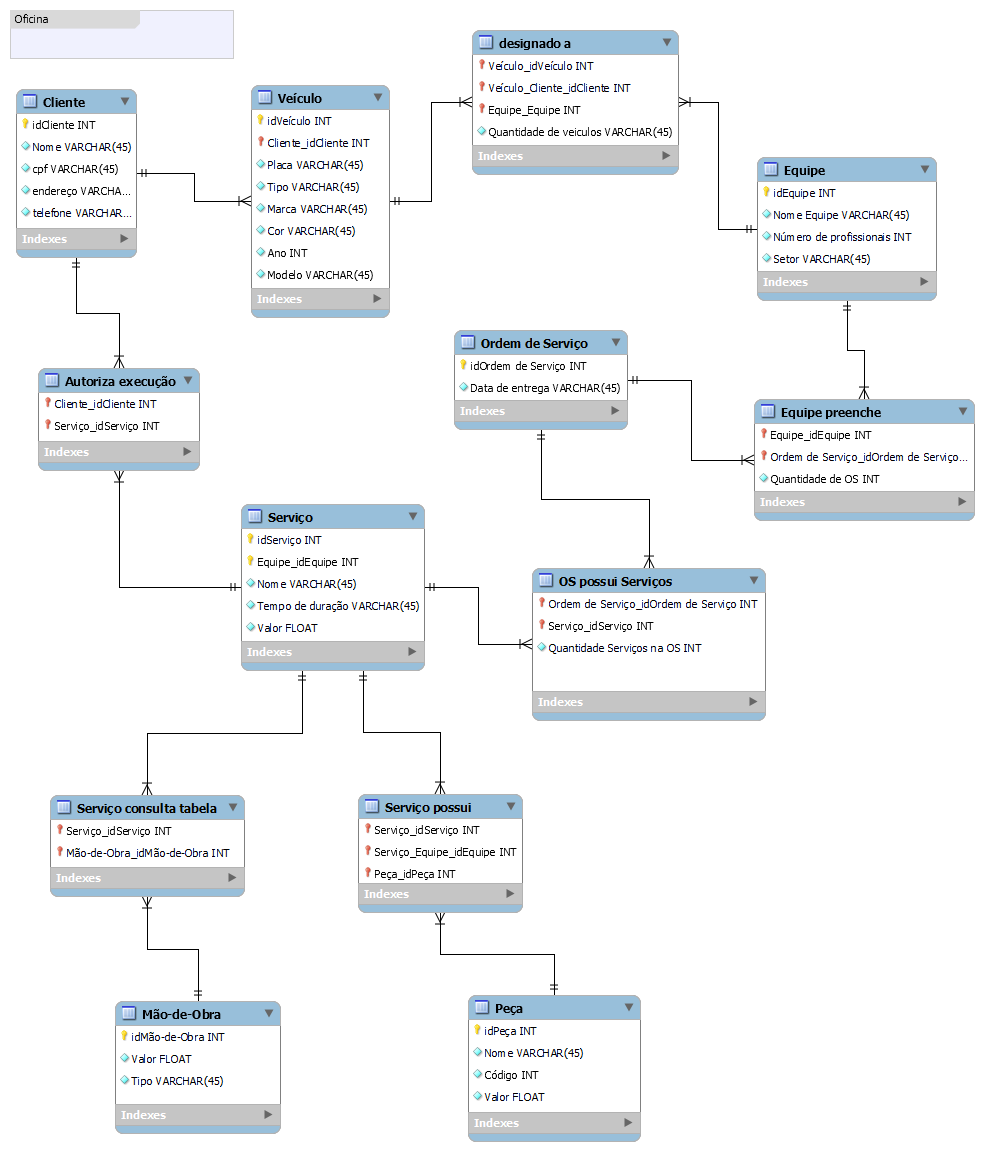 Oficina
Cliente
idCliente INT
Nome VARCHAR(45)
cpf VARCHAR(45)
endereço VARCHA...
telefone VARCHAR...
Indexes
Veículo
idVeículo INT
Cliente_idCliente INT
Placa VARCHAR(45)
Tipo VARCHAR(45)
Marca VARCHAR(45)
Cor VARCHAR(45)
Ano INT
Modelo VARCHAR(45)
Indexes
designado a
Veículo_idVeículo INT
Veículo_Cliente_idCliente INT
Equipe_Equipe INT
Quantidade de veiculos VARCHAR(45)
Indexes
Equipe
idEquipe INT
Nome Equipe VARCHAR(45)
Número de profissionais INT
Setor VARCHAR(45)
Indexes
Autoriza execução
Cliente_idCliente INT
Serviço_idServiço INT
Indexes
Ordem de Serviço
idOrdem de Serviço INT
Data de entrega VARCHAR(45)
Indexes
Equipe preenche
Equipe_idEquipe INT
Ordem de Serviço_idOrdem de Serviço...
Quantidade de OS INT
Indexes
Serviço
idServiço INT
Equipe_idEquipe INT
Nome VARCHAR(45)
Tempo de duração VARCHAR(45)
Valor FLOAT
Indexes
OS possui Serviços
Ordem de Serviço_idOrdem de Serviço INT
Serviço_idServiço INT
Quantidade Serviços na OS INT
Indexes
Serviço consulta tabela
Serviço_idServiço INT
Mão-de-Obra_idMão-de-Obra INT
Indexes
Serviço possui
Serviço_idServiço INT
Serviço_Equipe_idEquipe INT
Peça_idPeça INT
Indexes
Mão-de-Obra
idMão-de-Obra INT
Valor FLOAT
Tipo VARCHAR(45)
Indexes
Peça
idPeça INT
Nome VARCHAR(45)
Código INT
Valor FLOAT
Indexes